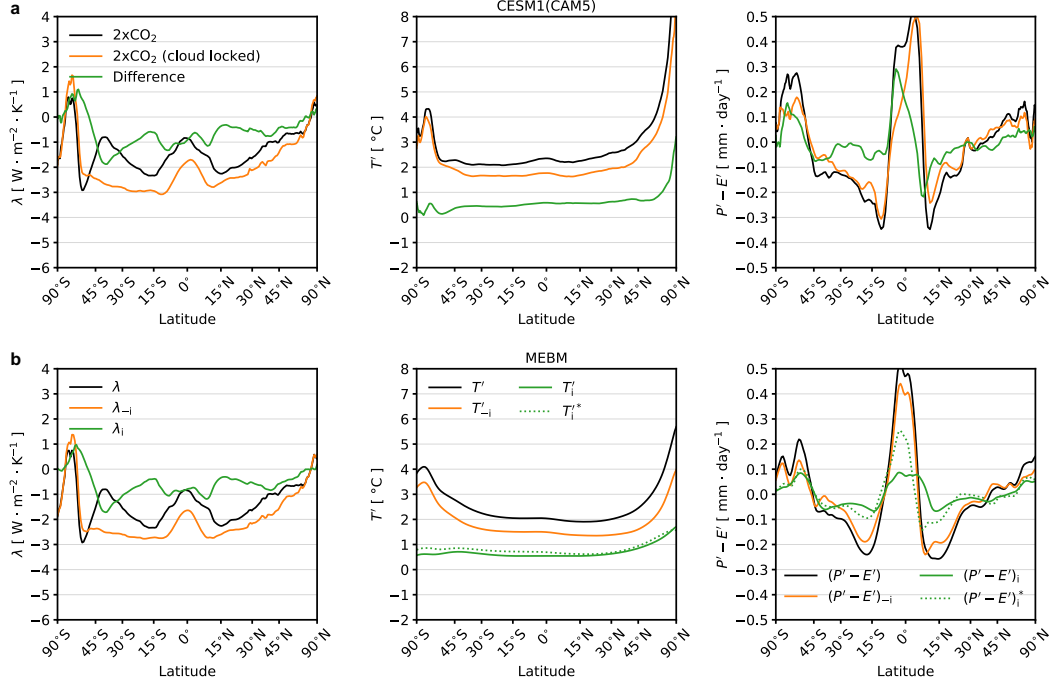 a
CESM1(CAM5)
4
3
2
1
0
−1
−2
−3
−4
−5
−6
λ [ W · m⁻² · K⁻¹ ]
2xCO₂
2xCO₂ (cloud locked)
Difference
90°S
45°S
30°S
15°S
0°
15°N
30°N
45°N
90°N
Latitude
8
7
6
5
4
3
2
1
0
−1
−2
T′ [ °C ]
90°S
45°S
30°S
15°S
0°
15°N
30°N
45°N
90°N
Latitude
0.5
0.4
0.3
0.2
0.1
0.0
−0.1
−0.2
−0.3
−0.4
−0.5
P′ − E′ [ mm · day⁻¹ ]
90°S
45°S
30°S
15°S
0°
15°N
30°N
45°N
90°N
Latitude
b
MEBM
4
3
2
1
0
−1
−2
−3
−4
−5
−6
λ [ W · m⁻² · K⁻¹ ]
λ
λ₋ᵢ
λᵢ
90°S
45°S
30°S
15°S
0°
15°N
30°N
45°N
90°N
Latitude
8
7
6
5
4
3
2
1
0
−1
−2
T′ [ °C ]
T′ T′ᵢ
T′₋ᵢ T′ᵢ*
90°S
45°S
30°S
15°S
0°
15°N
30°N
45°N
90°N
Latitude
0.5
0.4
0.3
0.2
0.1
0.0
−0.1
−0.2
−0.3
−0.4
−0.5
P′ − E′ [ mm · day⁻¹ ]
(P′ − E′) (P′ − E′)ᵢ
(P′ − E′)₋ᵢ (P′ − E′)ᵢ*
90°S
45°S
30°S
15°S
0°
15°N
30°N
45°N
90°N
Latitude